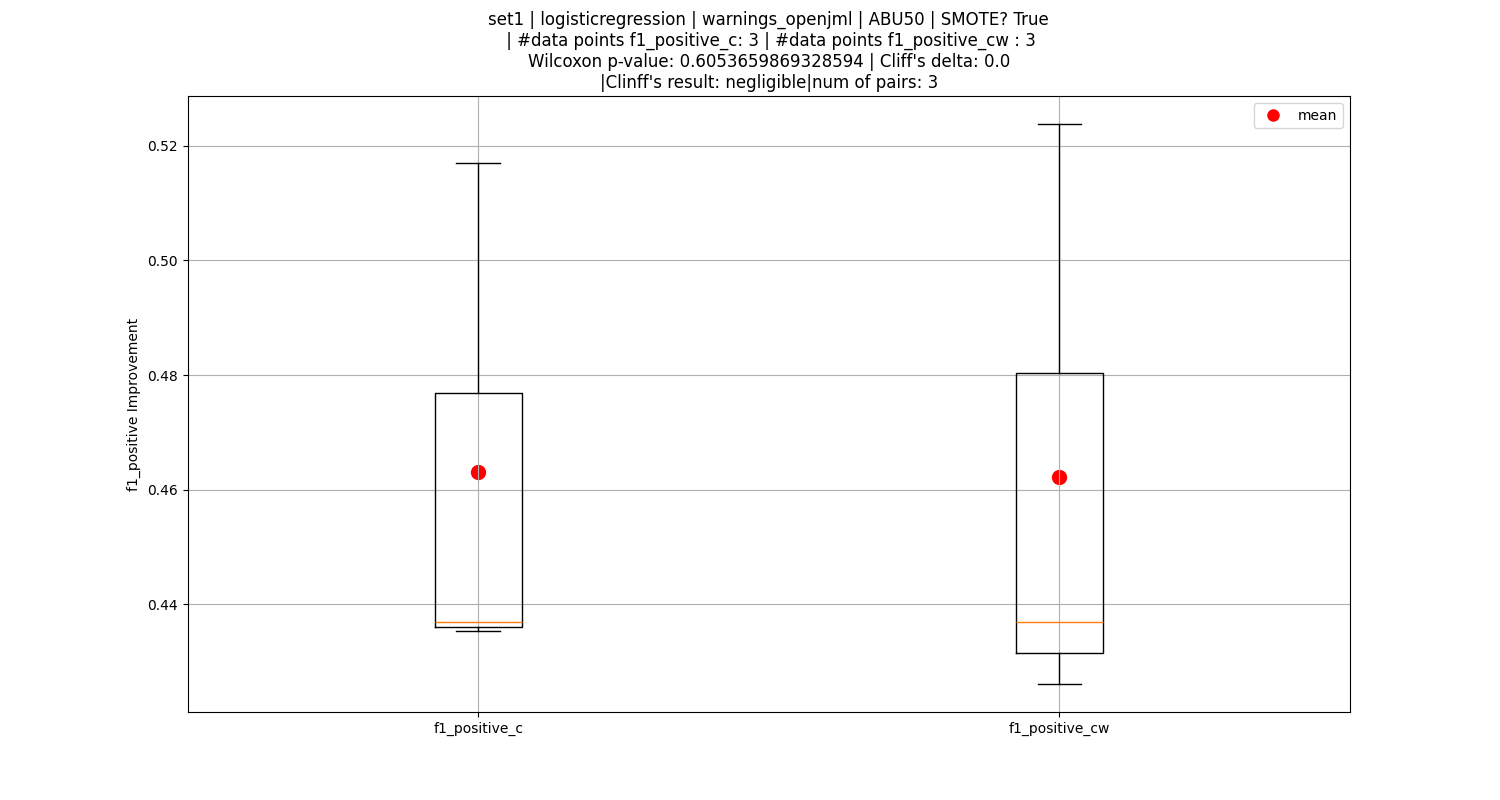 set1 | logisticregression | warnings_openjml | ABU50 | SMOTE? True
| #data points f1_positive_c: 3 | #data points f1_positive_cw : 3
Wilcoxon p-value: 0.6053659869328594 | Cliff's delta: 0.0
|Clinff's result: negligible|num of pairs: 3
mean
0.52
0.50
0.48
0.46
0.44
f1_positive Improvement
f1_positive_c
f1_positive_cw